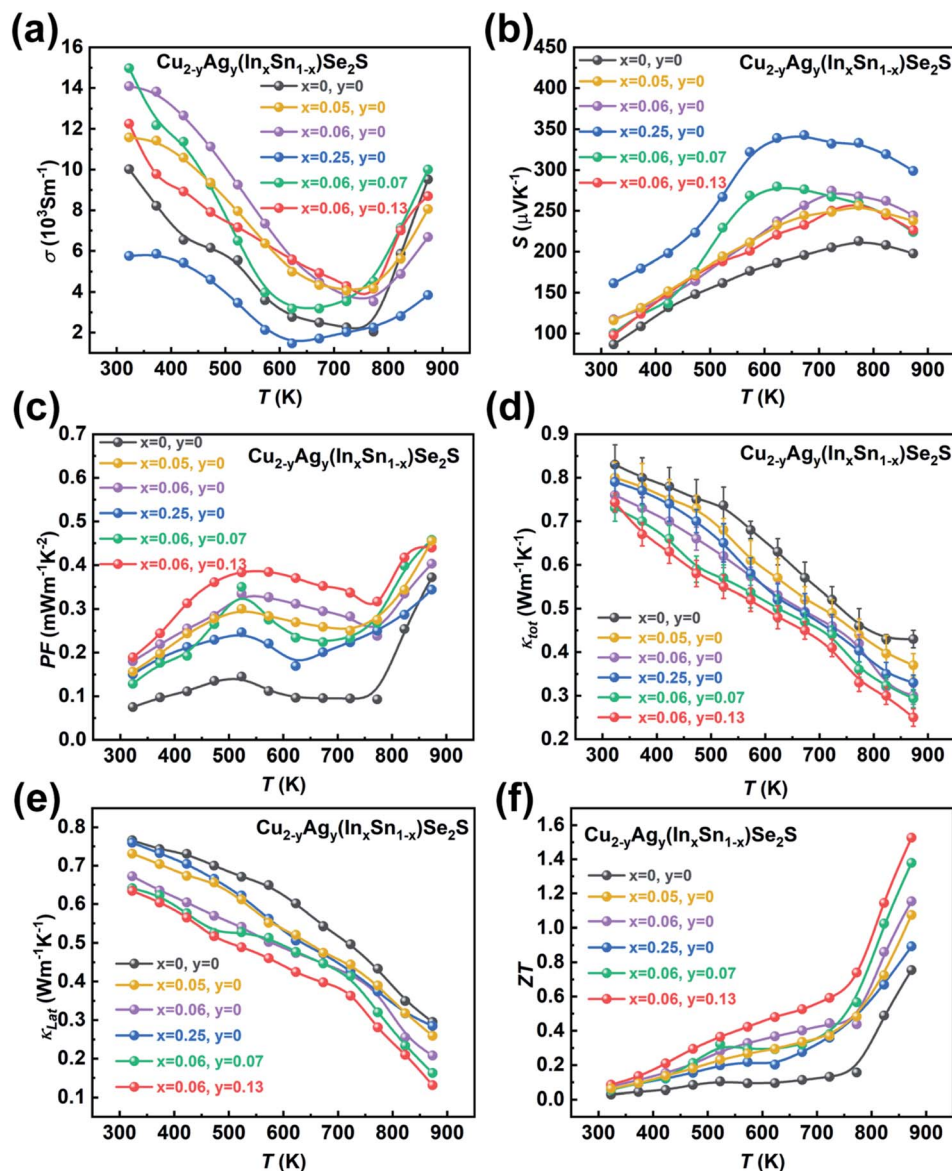 (a)
Cu2-yAgy(InxSn1-x)Se2S
x=0, y=0
x=0.05, y=0
x=0.06, y=0
x=0.25, y=0
x=0.06, y=0.07
x=0.06, y=0.13
16
14
12
10
8
6
4
2
σ (10³Sm⁻¹)
300 400 500 600 700 800 900
T (K)
(b)
Cu2-yAgy(InxSn1-x)Se2S
x=0, y=0
x=0.05, y=0
x=0.06, y=0
x=0.25, y=0
x=0.06, y=0.07
x=0.06, y=0.13
450
400
350
300
250
200
150
100
S (μVK⁻¹)
300 400 500 600 700 800 900
T (K)
(c)
x=0, y=0
Cu2-yAgy(InxSn1-x)Se2S
x=0.05, y=0
x=0.06, y=0
x=0.25, y=0
x=0.06, y=0.07
x=0.06, y=0.13
0.7
0.6
0.5
0.4
0.3
0.2
0.1
0.0
PF (mWm⁻¹K⁻²)
300 400 500 600 700 800 900
T (K)
(d)
Cu2-yAgy(InxSn1-x)Se2S
0.9
0.8
0.7
0.6
0.5
0.4
0.3
0.2
κtot (Wm⁻¹K⁻¹)
x=0, y=0
x=0.05, y=0
x=0.06, y=0
x=0.25, y=0
x=0.06, y=0.07
x=0.06, y=0.13
300 400 500 600 700 800 900
T (K)
(e)
Cu2-yAgy(InxSn1-x)Se2S
0.8
0.7
0.6
0.5
0.4
0.3
0.2
0.1
κLat (Wm⁻¹K⁻¹)
x=0, y=0
x=0.05, y=0
x=0.06, y=0
x=0.25, y=0
x=0.06, y=0.07
x=0.06, y=0.13
300 400 500 600 700 800 900
T (K)
(f)
Cu2-yAgy(InxSn1-x)Se2S
x=0, y=0
x=0.05, y=0
x=0.06, y=0
x=0.25, y=0
x=0.06, y=0.07
x=0.06, y=0.13
1.6
1.4
1.2
1.0
0.8
0.6
0.4
0.2
0.0
ZT
300 400 500 600 700 800 900
T (K)